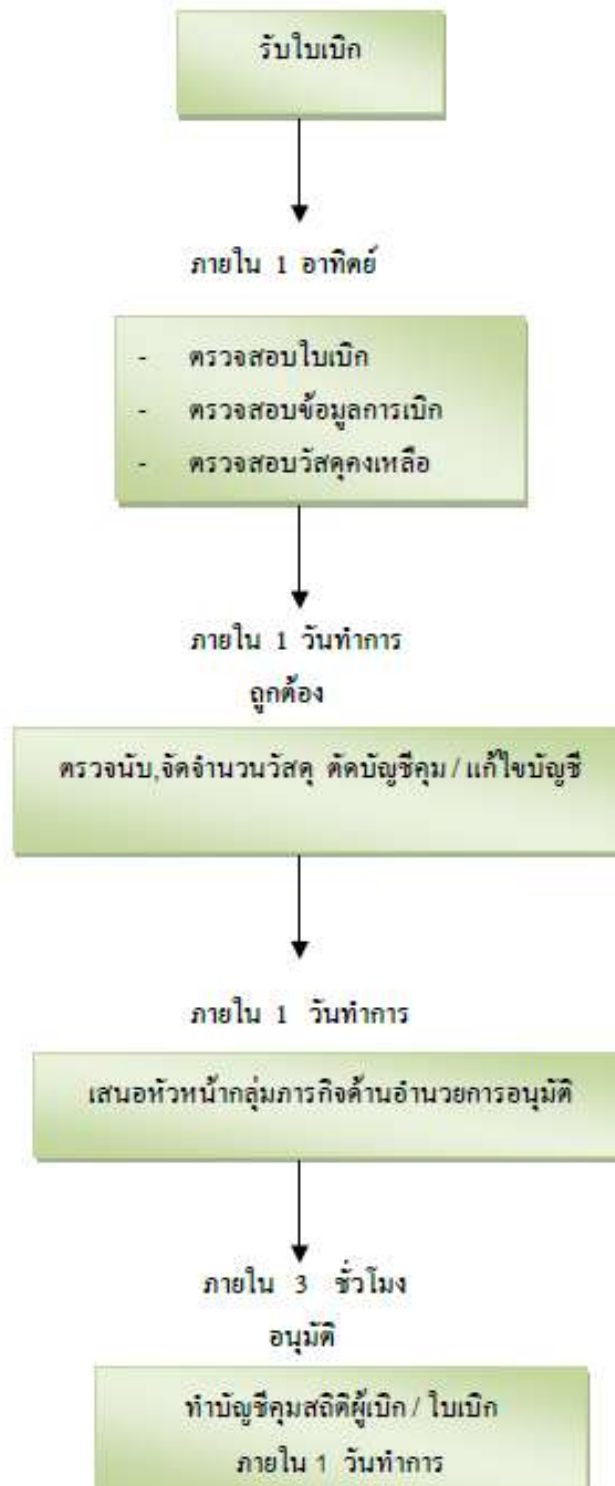 รับใบเบิก
ภายใน 1 อาทิตย์
- ตรวจสอบใบเบิก
- ตรวจสอบข้อมูลการเบิก
- ตรวจสอบวัสดุคงเหลือ
ภายใน 1 วันทำการ
ถูกต้อง
ตรวจนับ,จัดจำนวนวัสดุ ตัดบัญชีคุม / แก้ไขบัญชี
ภายใน 1 วันทำการ
เสนอหัวหน้ากลุ่มภารกิจด้านอำนวยการอนุมัติ
ภายใน 3 ชั่วโมง
อนุมัติ
ทำบัญชีคุมสถิติผู้เบิก / ใบเบิก
ภายใน 1 วันทำการ